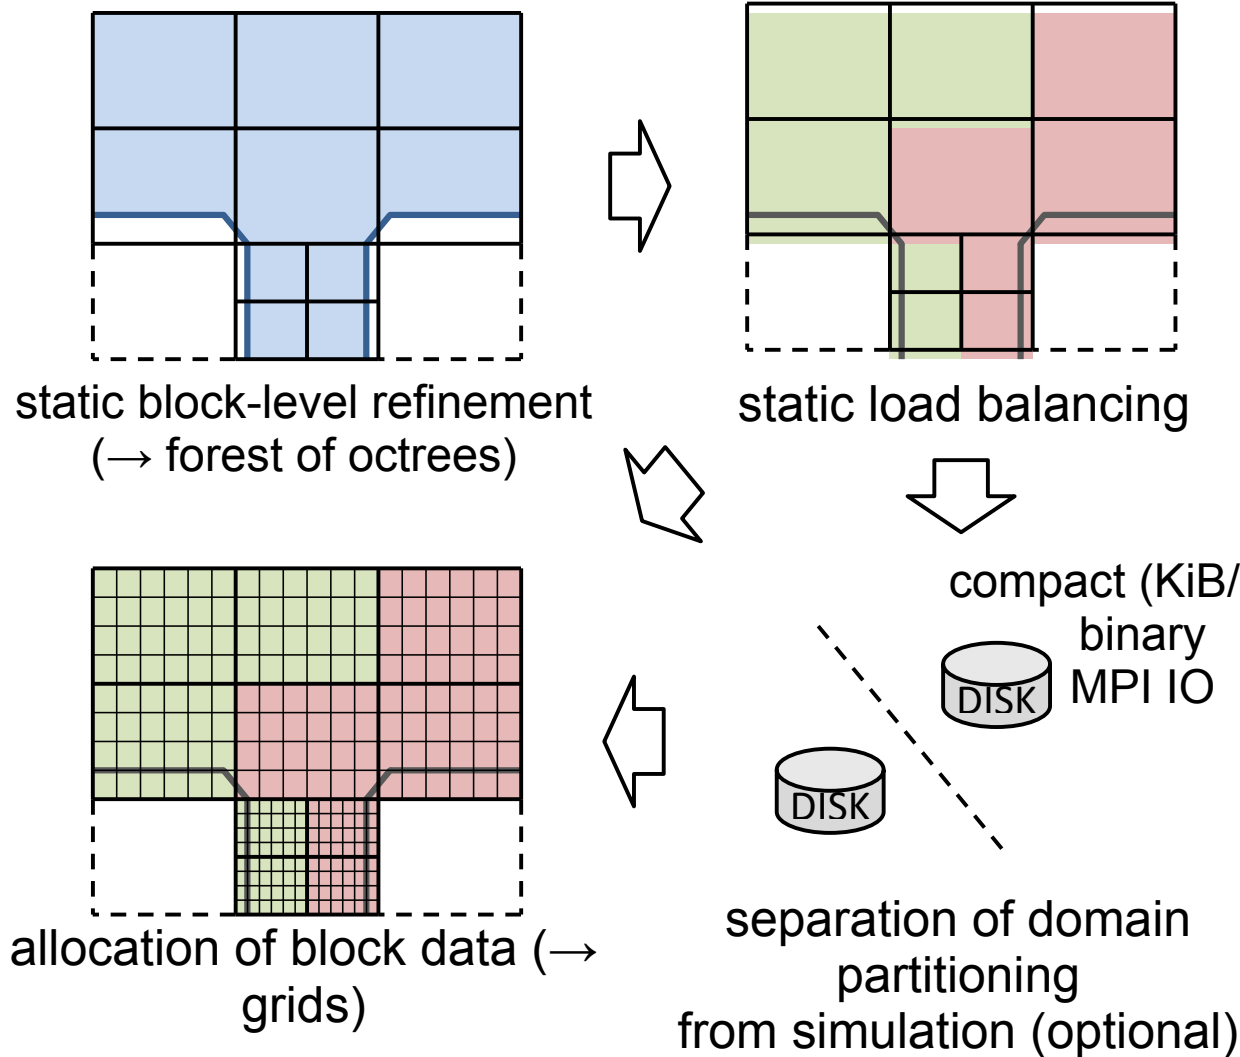 static block-level refinement
(→ forest of octrees)
static load balancing
compact (KiB/
binary
MPI IO
DISK
DISK
allocation of block data (→
grids)
separation of domain
partitioning
from simulation (optional)